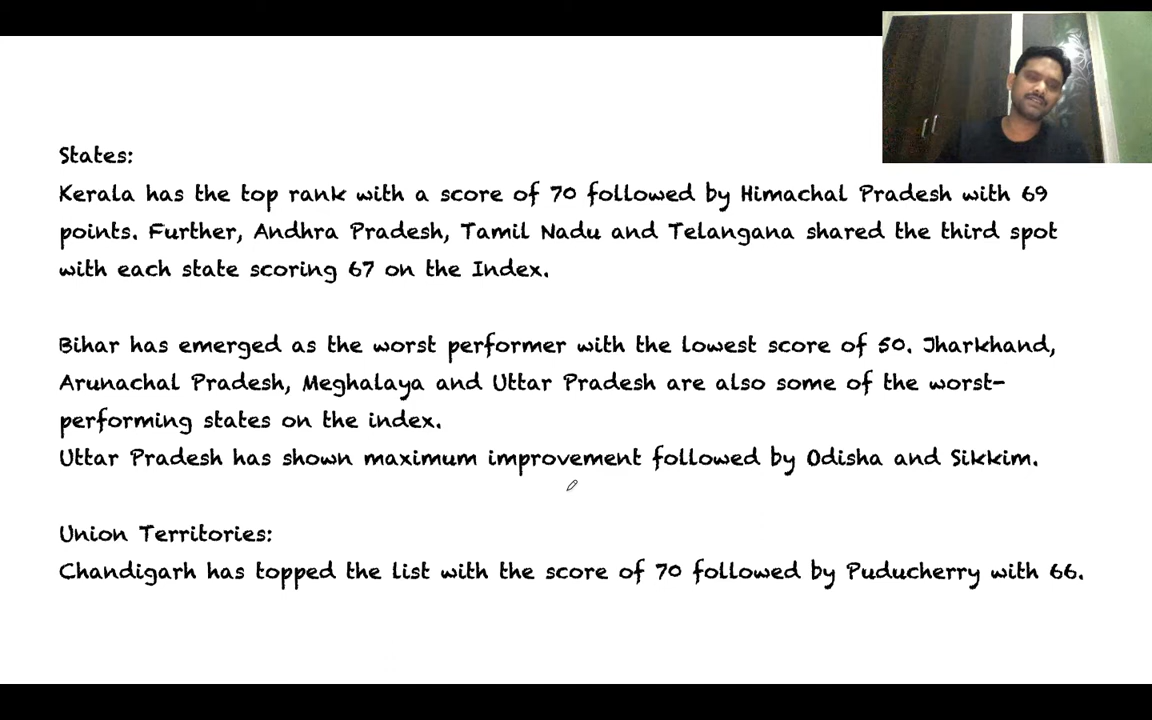 States:
Kerala has the top rank with a score of 70 followed by Himachal Pradesh with 69
points. Further, Andhra Pradesh, Tamil Nadu and Telangana shared the third spot
with each state scoring 67 on the Index.
Bihar has emerged as the worst performer with the lowest score of 50. Jharkhand,
Arunachal Pradesh, Meghalaya and Uttar Pradesh are also some of the worst-
performing states on the index.
Uttar Pradesh has shown maximum improvement followed by Odisha and Sikkim.
Union Territories:
Chandigarh has topped the list with the score of 70 followed by Puducherry with 66.